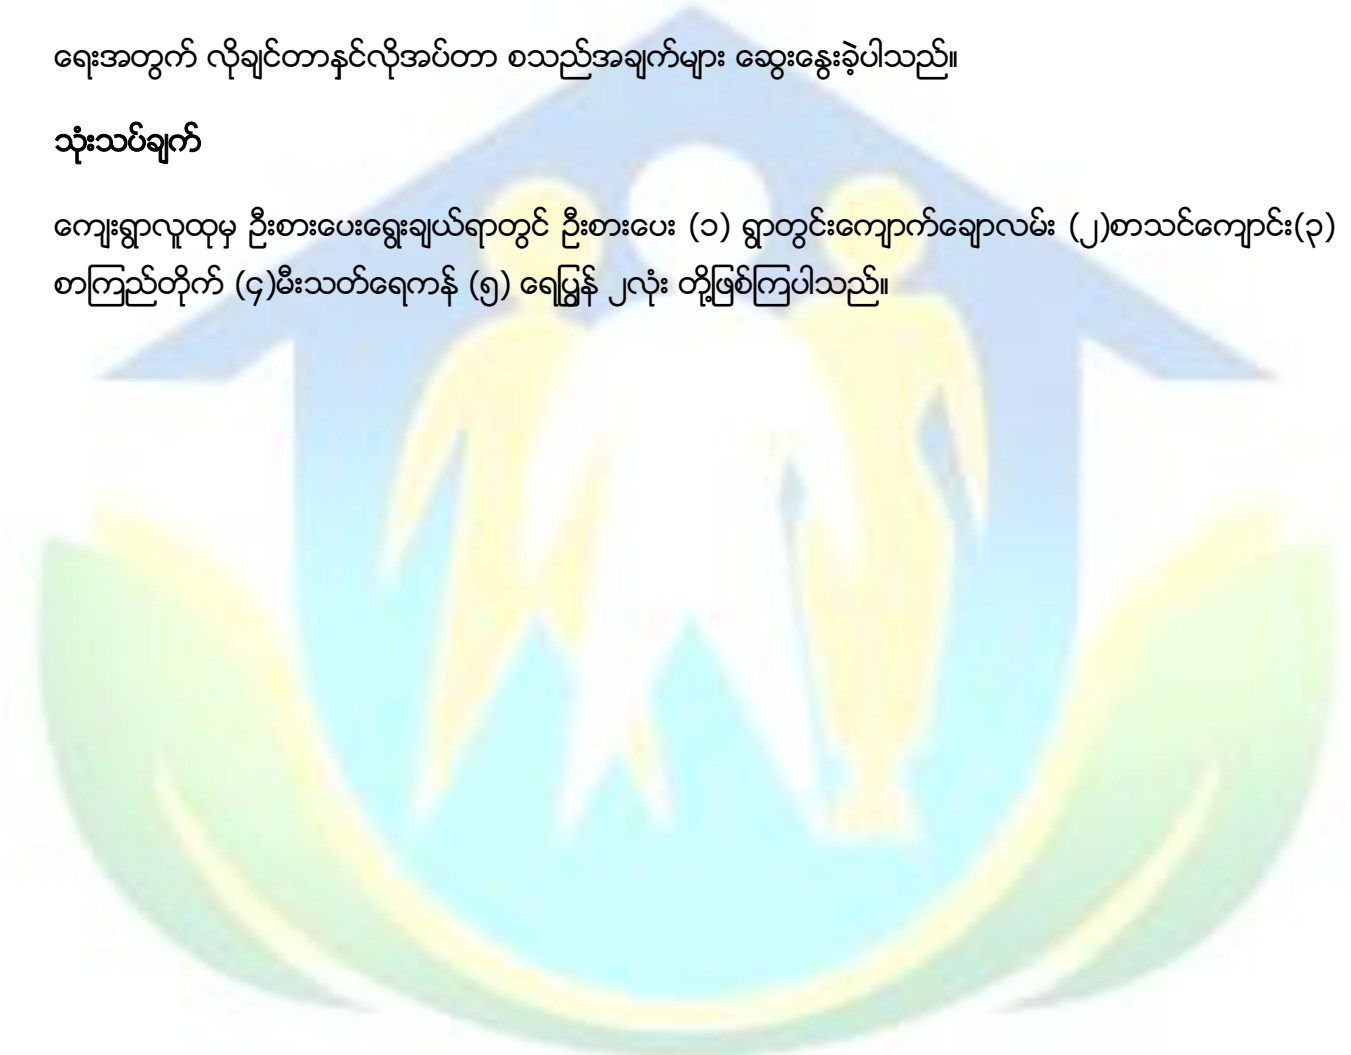 ရေးအတွက် လိုချင်တာနှင်လိုအပ်တာ စသည်အချက်များ ဆွေးနွေးခဲ့ပါသည်။
သုံးသပ်ချက်
ကျေးရွာလူထုမှ ဦးစားပေးရွေးချယ်ရာတွင် ဦးစားပေး (၁) ရွာတွင်းကျောက်ချောလမ်း (၂)စာသင်ကျောင်း(၃)
စာကြည်တိုက် (၄)မီးသတ်ရေကန် (၅) ရေပြွန် ၂လုံး တို့ဖြစ်ကြပါသည်။